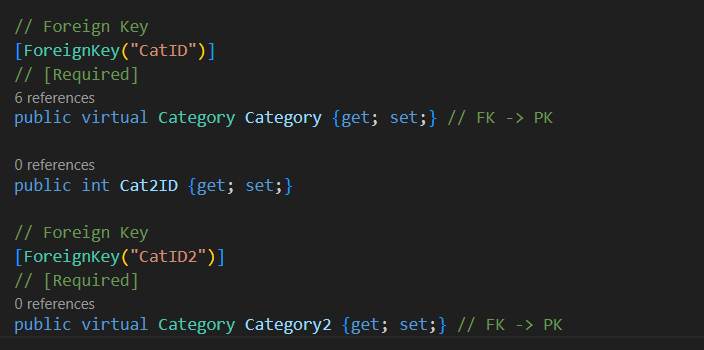 // Foreign Key
[ForeignKey("CatID")]
// [Required]
6 references
public virtual Category Category {get; set;} // FK -> PK
0 references
public int Cat2ID {get; set;}
// Foreign Key
[ForeignKey("CatID2")]
// [Required]
0 references
public virtual Category Category2 {get; set;} // FK -> PK